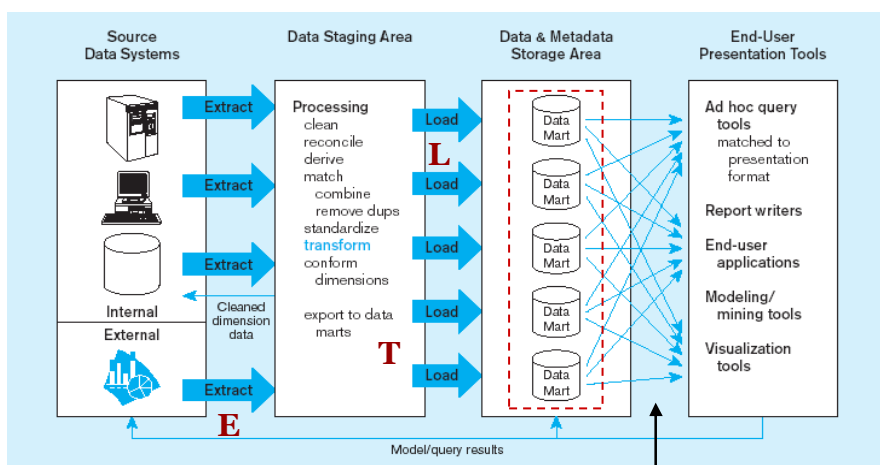 Source
Data Systems
Data Staging Area
Data & Metadata
Storage Area
End-User
Presentation Tools
Extract
Extract
Extract
Internal
External
Extract
E
Cleaned
dimension
data
Processing
clean
reconcile
derive
match
combine
remove dups
standardize
transform
conform
dimensions
export to data
marts
T
Load
L
Load
Load
Load
Load
Data
Mart
Data
Mart
Data
Mart
Data
Mart
Data
Mart
Ad hoc query
tools
matched to
presentation
format
Report writers
End-user
applications
Modeling/
mining tools
Visualization
tools
Model/query results